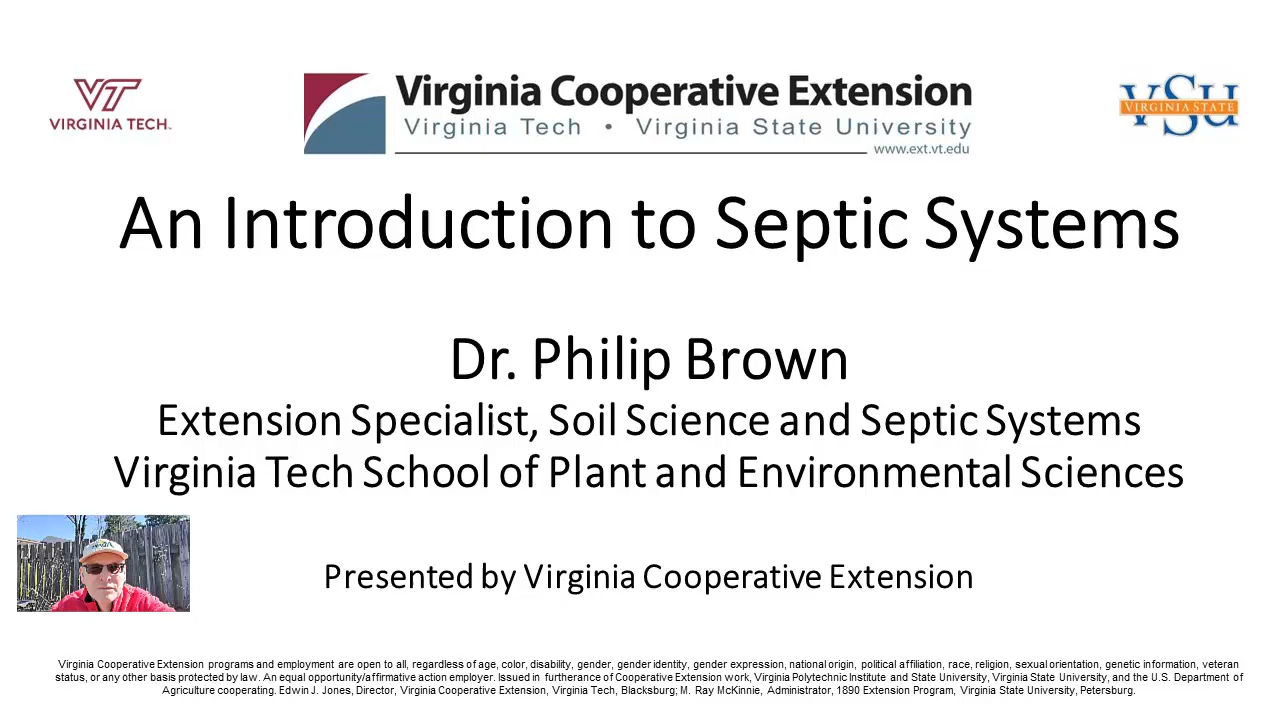 VIRGINIA TECH
Virginia Cooperative Extension
Virginia Tech • Virginia State University
www.ext.vt.edu
VSU
VIRGINIA STATE
An Introduction to Septic Systems
Dr. Philip Brown
Extension Specialist, Soil Science and Septic Systems
Virginia Tech School of Plant and Environmental Sciences
Presented by Virginia Cooperative Extension
Virginia Cooperative Extension programs and employment are open to all, regardless of age, color, disability, gender, gender identity, gender expression, national origin, political affiliation, race, religion, sexual orientation, genetic information, veteran
status, or any other basis protected by law. An equal opportunity/affirmative action employer. Issued in furtherance of Cooperative Extension work, Virginia Polytechnic Institute and State University, Virginia State University, and the U.S. Department of
Agriculture cooperating. Edwin J. Jones, Director, Virginia Cooperative Extension, Virginia Tech, Blacksburg; M. Ray McKinnie, Administrator, 1890 Extension Program, Virginia State University, Petersburg.